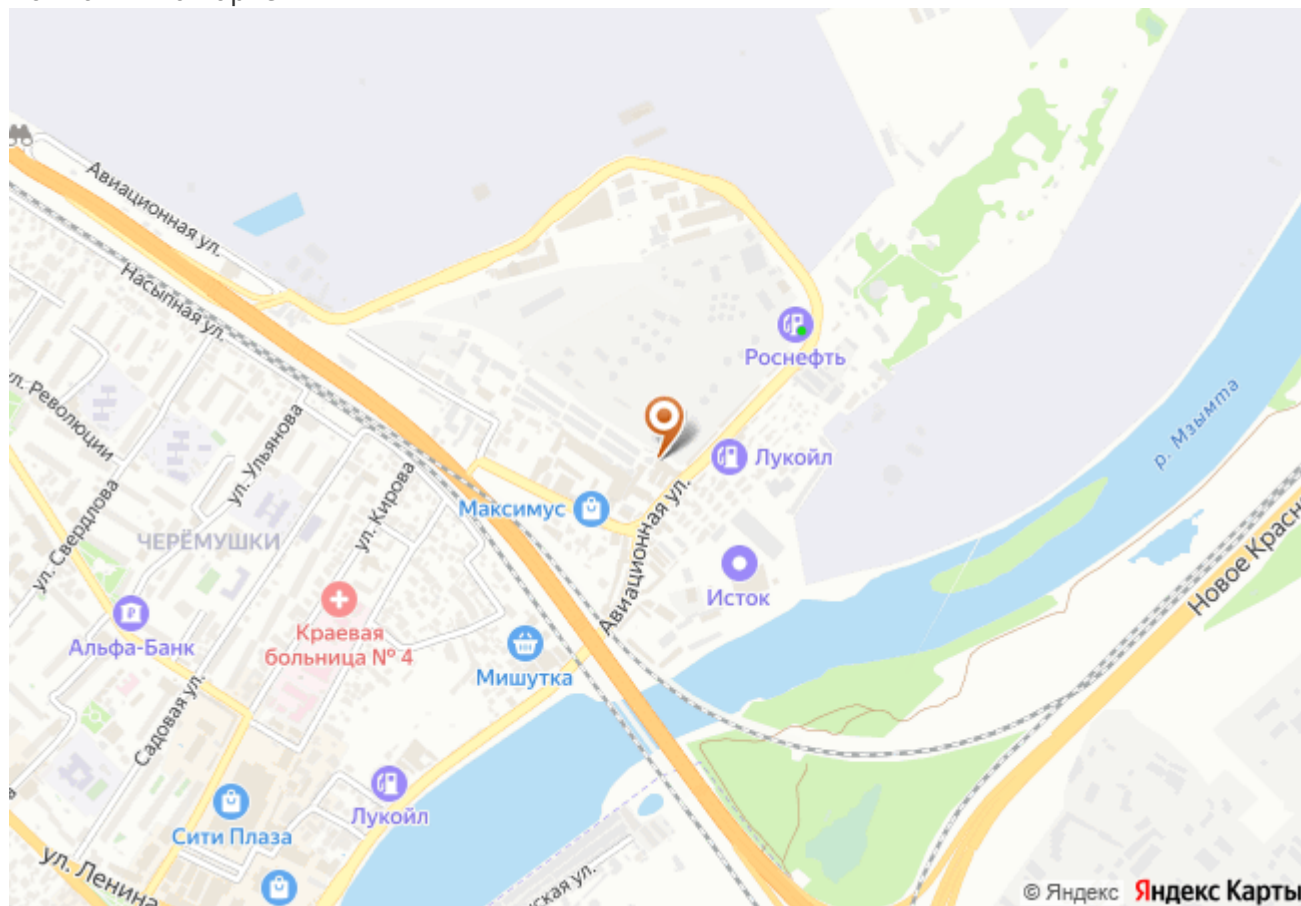 Авиационная ул.
Насыпная ул.
Роснефть
ул. Революции
ул. Ульянова
р. Мзымта
Лукойл
ул. Кирова
Максимус
ул. Свердлова
ЧЕРЁМУШКИ
Авиационная ул.
Исток
Новое Красн
Альфа-Банк
Краевая
больница № 4
Мишутка
Садовая ул.
Лукойл
Сити Плаза
ул. Ленина
ская ул.
© Яндекс Яндекс Карты